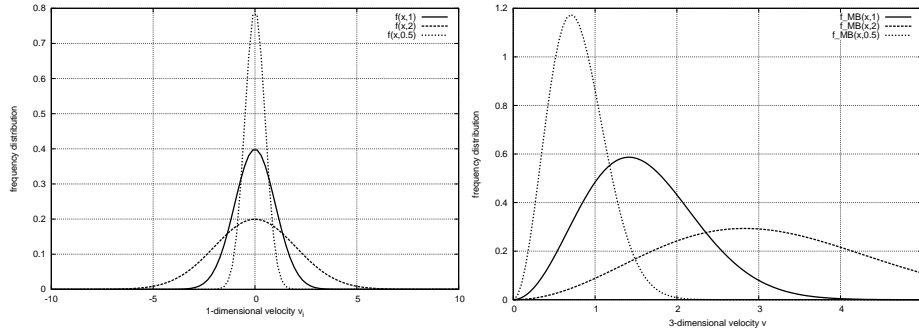 0.8
0.7
0.6
0.5
0.4
0.3
0.2
0.1
0
-10
-5
0
5
10
frequency distribution
1-dimensional velocity v_i
f(x,1)
f(x,2)
f(x,0.5)
1.2
1
0.8
0.6
0.4
0.2
0
0
1
2
3
4
frequency distribution
3-dimensional velocity v
f_MB(x,1)
f_MB(x,2)
f_MB(x,0.5)